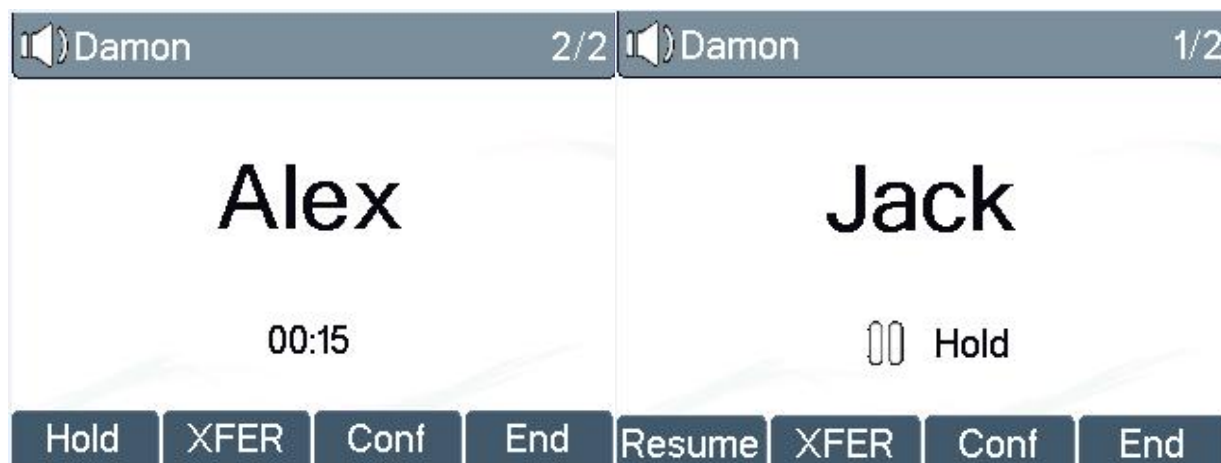 Damon 2/2
Alex
00:15
Hold XFER Conf End
Damon 1/2
Jack
Hold
Resume XFER Conf End